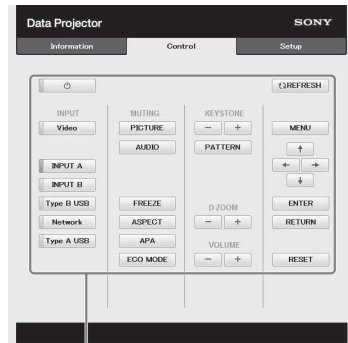 Data Projector SONY
Information Control Setup
REFRESH
INPUT MUTING KEYSTONE
Video PICTURE - + MENU
AUDIO PATTERN
INPUT A
INPUT B
Type B USB FREEZE D ZOOM ENTER
Network ASPECT - + RETURN
Type A USB APA VOLUME
ECO MODE - + RESET